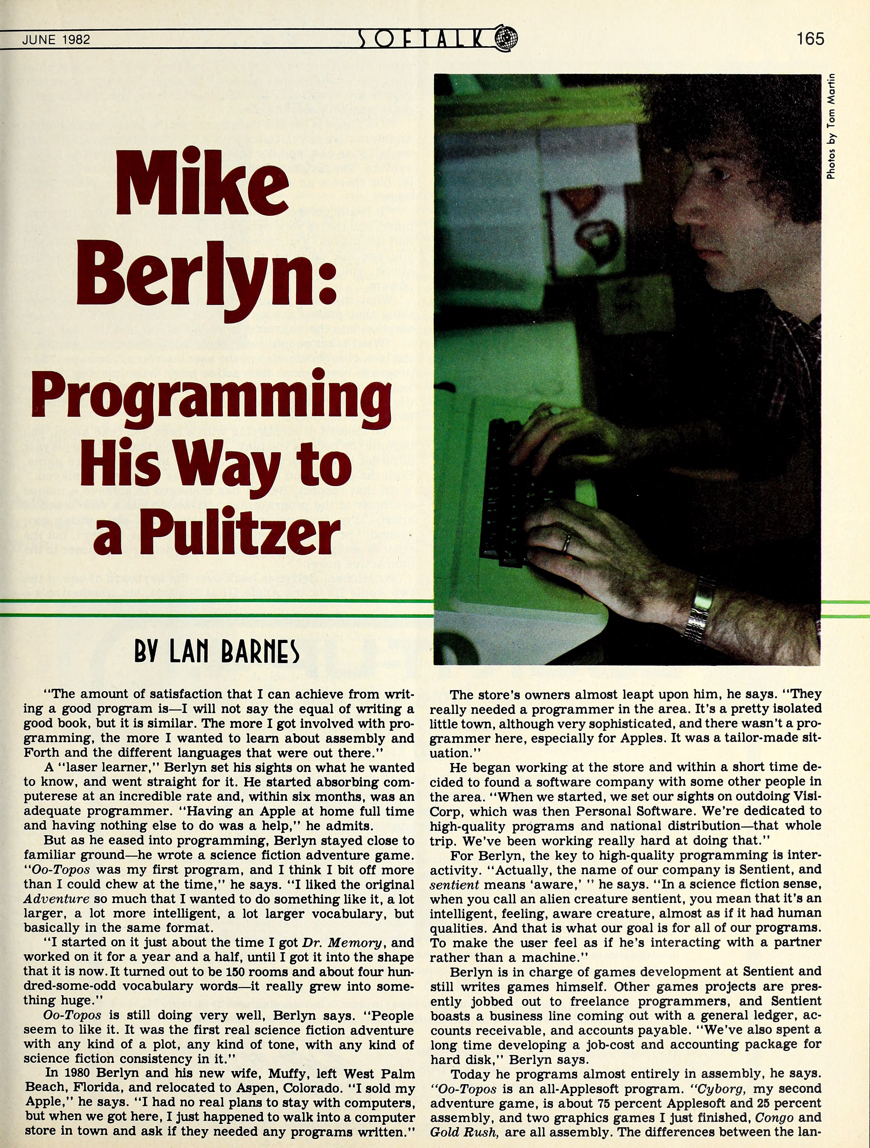 JUNE 1982
SOFTALK
165
Photos by Tom Martin
Mike
Berlyn:
Programming
His Way to
a Pulitzer
BY LAN BARNES
"The amount of satisfaction that I can achieve from writ-
ing a good program is—I will not say the equal of writing a
good book, but it is similar. The more I got involved with pro-
gramming, the more I wanted to learn about assembly and
Forth and the different languages that were out there."
A "laser learner," Berlyn set his sights on what he wanted
to know, and went straight for it. He started absorbing com-
puterese at an incredible rate and, within six months, was an
adequate programmer. "Having an Apple at home full time
and having nothing else to do was a help," he admits.
But as he eased into programming, Berlyn stayed close to
familiar ground—he wrote a science fiction adventure game.
"Oo-Topos was my first program, and I think I bit off more
than I could chew at the time," he says. "I liked the original
Adventure so much that I wanted to do something like it, a lot
larger, a lot more intelligent, a lot larger vocabulary, but
basically in the same format.
"I started on it just about the time I got Dr. Memory, and
worked on it for a year and a half, until I got it into the shape
that it is now. It turned out to be 150 rooms and about four hun-
dred-some-odd vocabulary words—it really grew into some-
thing huge."
Oo-Topos is still doing very well, Berlyn says. "People
seem to like it. It was the first real science fiction adventure
with any kind of a plot, any kind of tone, with any kind of
science fiction consistency in it."
In 1980 Berlyn and his new wife, Muffy, left West Palm
Beach, Florida, and relocated to Aspen, Colorado. "I sold my
Apple," he says. "I had no real plans to stay with computers,
but when we got here, I just happened to walk into a computer
store in town and ask if they needed any programs written."
The store's owners almost leapt upon him, he says. "They
really needed a programmer in the area. It's a pretty isolated
little town, although very sophisticated, and there wasn't a pro-
grammer here, especially for Apples. It was a tailor-made sit-
uation."
He began working at the store and within a short time de-
cided to found a software company with some other people in
the area. "When we started, we set our sights on outdoing Visi-
Corp, which was then Personal Software. We're dedicated to
high-quality programs and national distribution—that whole
trip. We've been working really hard at doing that."
For Berlyn, the key to high-quality programming is inter-
activity. "Actually, the name of our company is Sentient, and
sentient means 'aware,' " he says. "In a science fiction sense,
when you call an alien creature sentient, you mean that it's an
intelligent, feeling, aware creature, almost as if it had human
qualities. And that is what our goal is for all of our programs.
To make the user feel as if he's interacting with a partner
rather than a machine."
Berlyn is in charge of games development at Sentient and
still writes games himself. Other games projects are pres-
ently jobbed out to freelance programmers, and Sentient
boasts a business line coming out with a general ledger, ac-
counts receivable, and accounts payable. "We've also spent a
long time developing a job-cost and accounting package for
hard disk," Berlyn says.
Today he programs almost entirely in assembly, he says.
"Oo-Topos is an all-Applesoft program. "Cyborg, my second
adventure game, is about 75 percent Applesoft and 25 percent
assembly, and two graphics games I just finished, Congo and
Gold Rush, are all assembly. The differences between the lan-